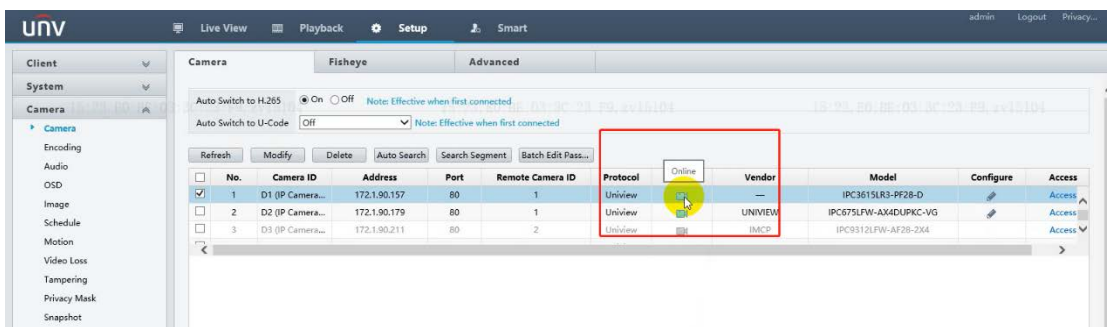 admin Logout Privacy...
unv Live View Playback Setup Smart
Client
System
Camera
Camera
Encoding
Audio
OSD
Image
Schedule
Motion
Video Loss
Tampering
Privacy Mask
Snapshot
Camera Fisheye Advanced
Auto Switch to H.265 On Off Note: Effective when first connected
Auto Switch to U-Code Off Note: Effective when first connected
Refresh Modify Delete Auto Search Search Segment Batch Edit Pass...
No. Camera ID Address Port Remote Camera ID Protocol Online Vendor Model Configure Access
1 D1 (IP Camera... 172.1.90.157 80 1 Uniview — IPC3615LR3-PF28-D Access
2 D2 (IP Camera... 172.1.90.179 80 1 Uniview UNIVIEW IPC675LFW-AX4DUPKC-VG Access
3 D3 (IP Camera... 172.1.90.211 80 2 Uniview IMCP IPC9312LFW-AF28-2X4 Access